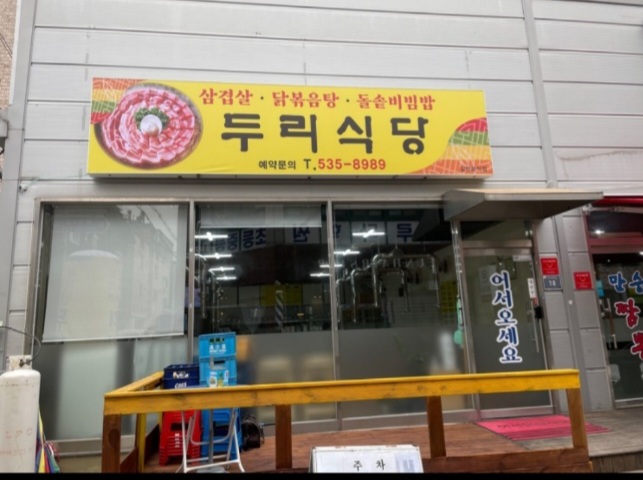 삼겹살 · 닭볶음탕 · 돌솥비빔밥
두리식당
예약문의 T.535-8989
어서오세요
주차